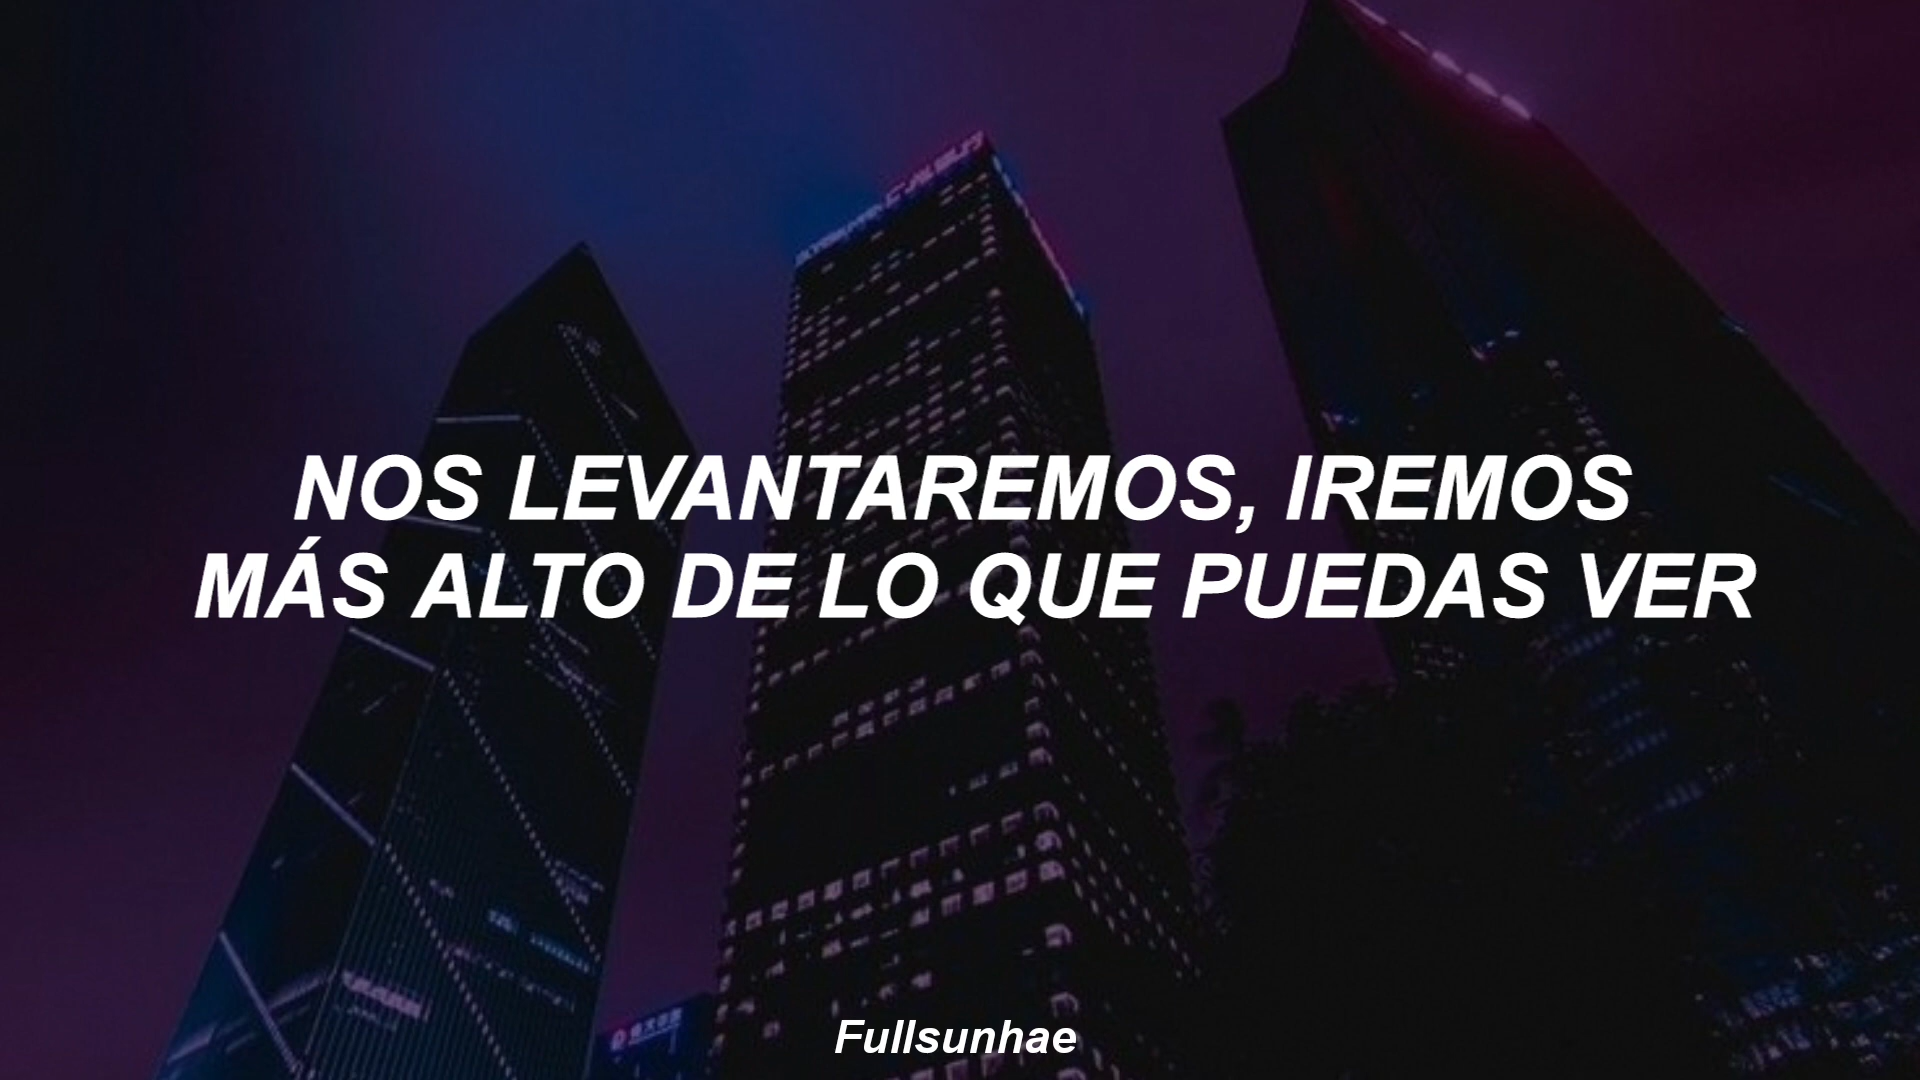 NOS LEVANTAREMOS, IREMOS
MÁS ALTO DE LO QUE PUEDAS VER
Fullsunhae